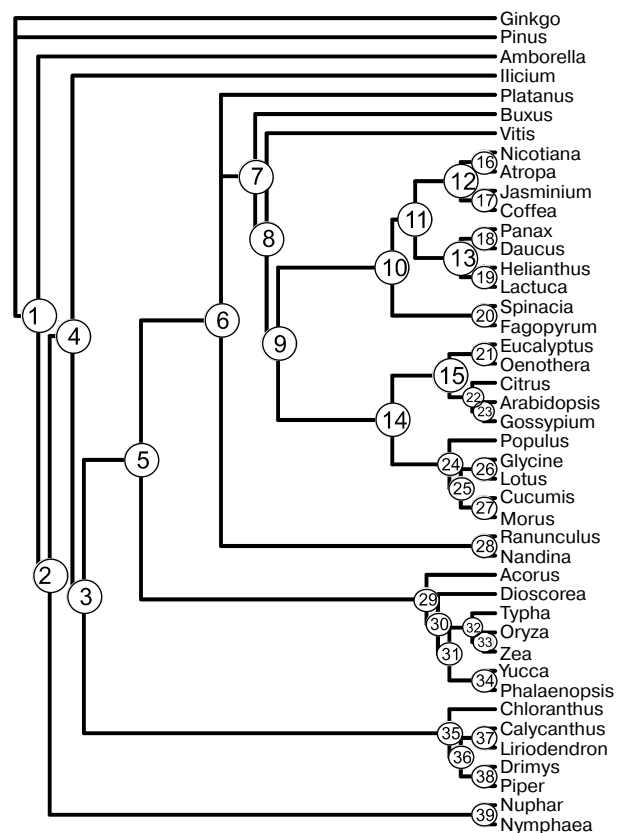 Ginkgo
Pinus
Amborella
Ilicium
Platanus
Buxus
Vitis
Nicotiana
16
Atropa
7
12
Jasminium
17
Coffea
11
Panax
18
8
Daucus
13
10
Helianthus
19
Lactuca
Spinacia
1
6
20
Fagopyrum
4
9
Eucalyptus
21
Oenothera
15
Citrus
22
Arabidopsis
23
14
Gossypium
Populus
5
24
Glycine
26
Lotus
25
Cucumis
27
Morus
Ranunculus
28
Nandina
2
Acorus
3
29
Dioscorea
Typha
30
32
Oryza
33
31
Zea
Yucca
34
Phalaenopsis
Chloranthus
35
Calycanthus
37
Liriodendron
36
Drimys
38
Piper
Nuphar
39
Nymphaea